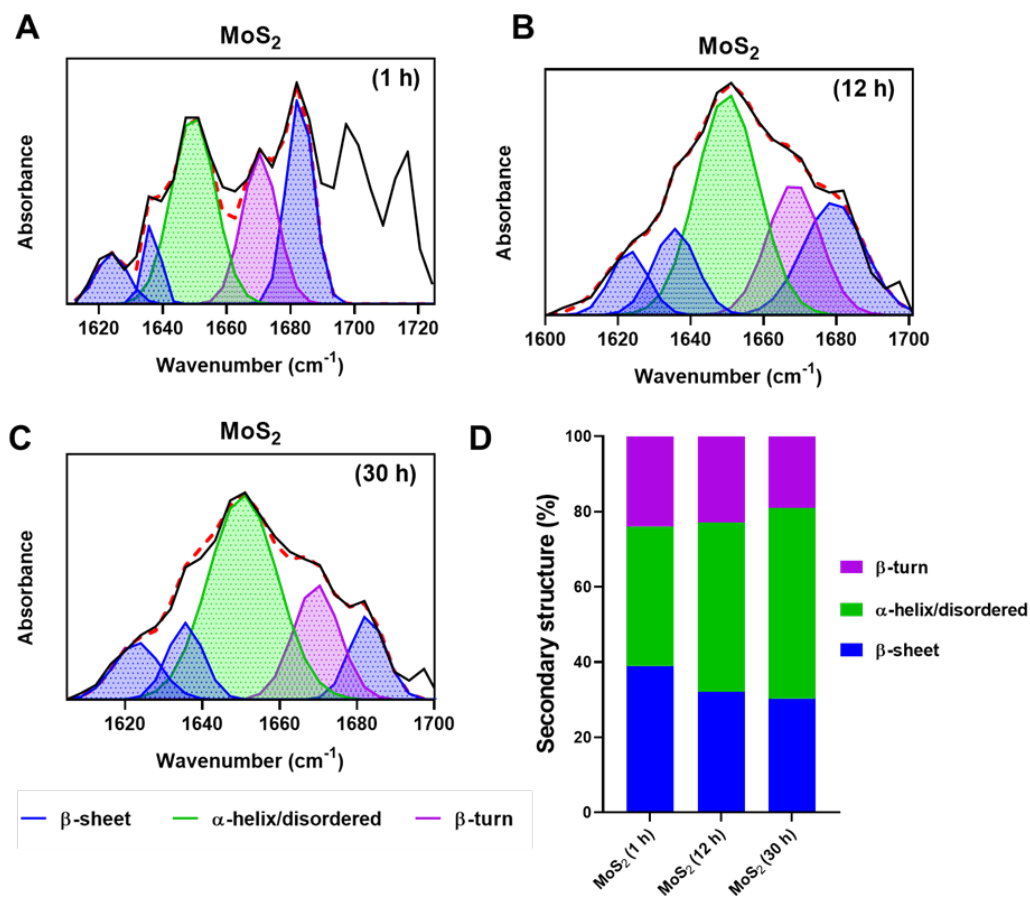 A
MoS₂
(1 h)
Absorbance
1620 1640 1660 1680 1700 1720
Wavenumber (cm⁻¹)
B
MoS₂
(12 h)
Absorbance
1600 1620 1640 1660 1680 1700
Wavenumber (cm⁻¹)
C
MoS₂
(30 h)
Absorbance
1620 1640 1660 1680 1700
Wavenumber (cm⁻¹)
β-sheet α-helix/disordered β-turn
D
Secondary structure (%)
100
80
60
40
20
0
MoS₂ (1 h)
MoS₂ (12 h)
MoS₂ (30 h)
β-turn
α-helix/disordered
β-sheet